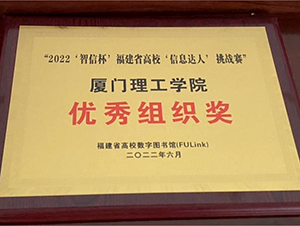 “2022‘智信杯’福建省高校‘信息达人’挑战赛”
厦门理工学院
优秀组织奖
福建省高校数字图书馆(FULink)
二〇二二年六月